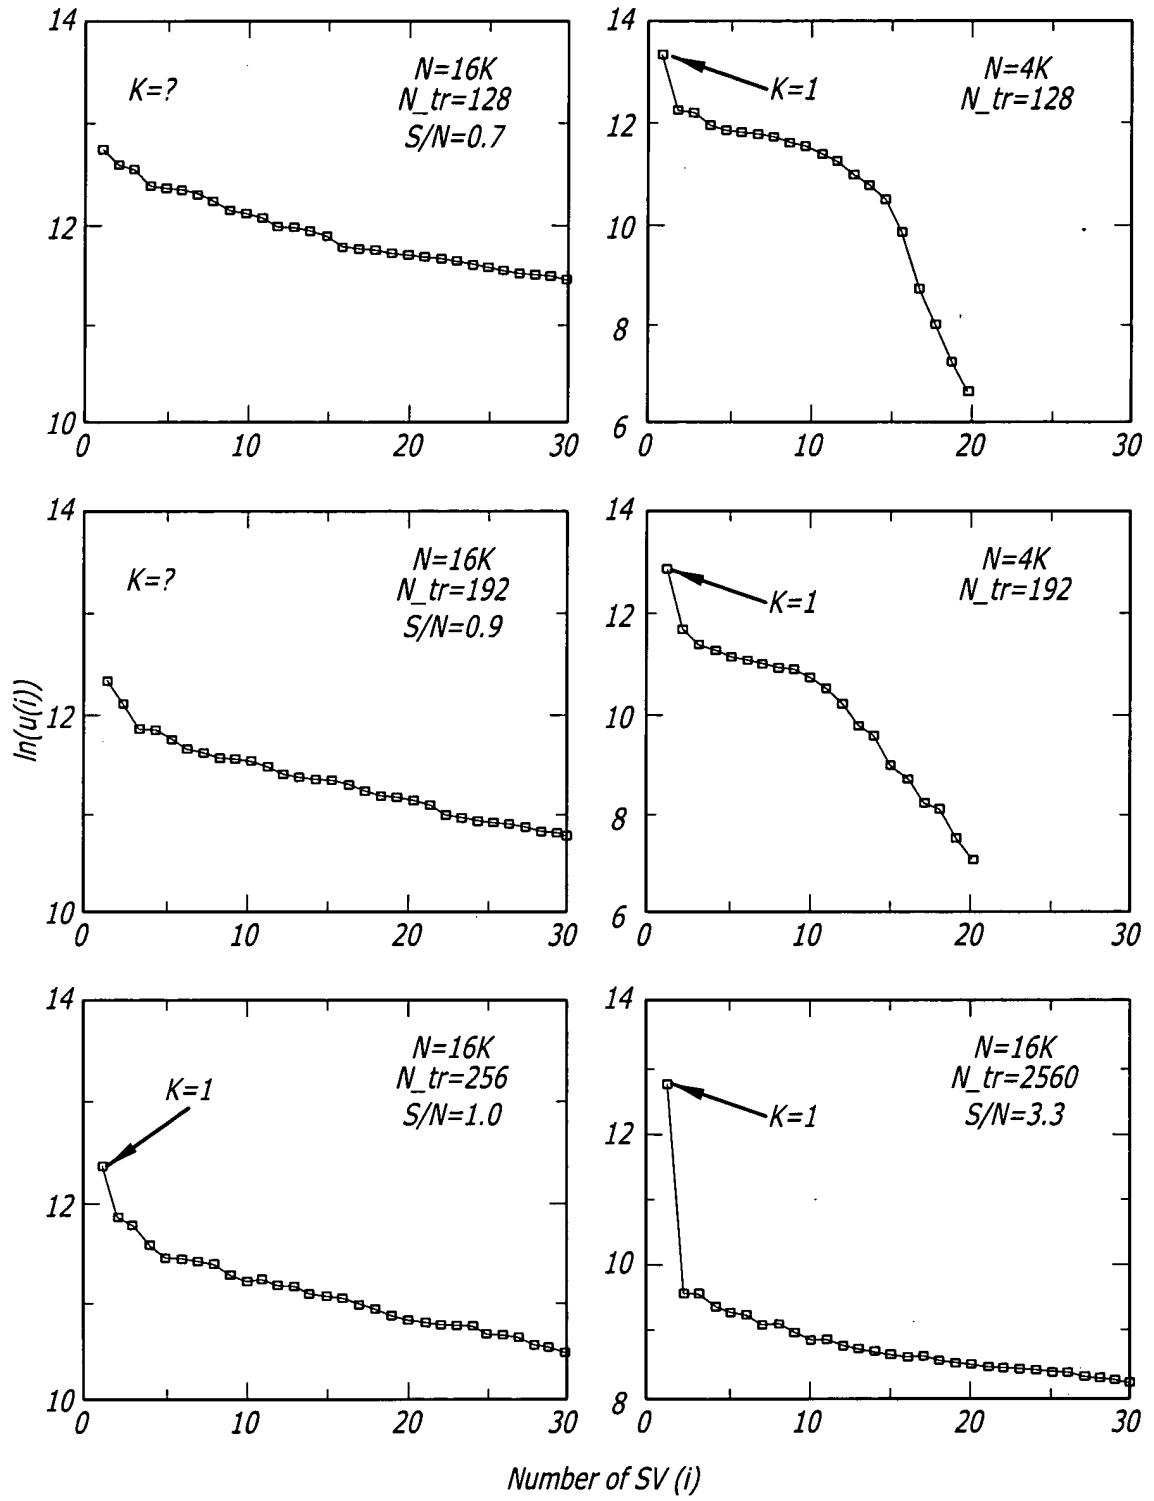 14
12
10
K=?
N=16K
N_tr=128
S/N=0.7
0 10 20 30
14
12
10
8
6
K=1
N=4K
N_tr=128
0 10 20 30
ln(u(i))
14
12
10
K=?
N=16K
N_tr=192
S/N=0.9
0 10 20 30
14
12
10
8
6
K=1
N=4K
N_tr=192
0 10 20 30
14
12
10
K=1
N=16K
N_tr=256
S/N=1.0
0 10 20 30
14
12
10
8
K=1
N=16K
N_tr=2560
S/N=3.3
0 10 20 30
Number of SV (i)